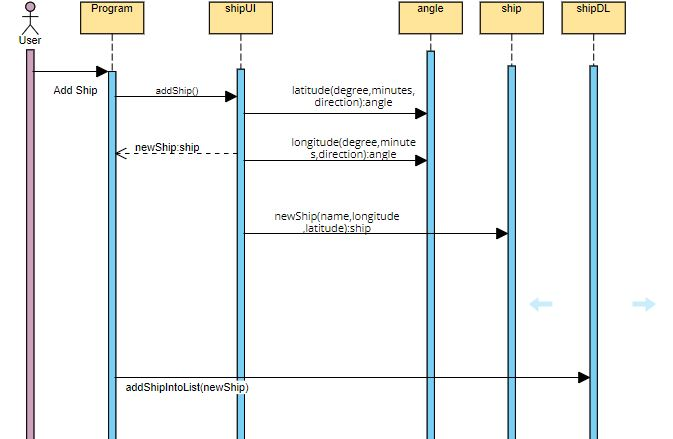 Program
shipUI
angle
ship
shipDL
User
Add Ship
addShip()
latitude(degree,minutes,
direction):angle
newShip:ship
longitude(degree,minute
s,direction):angle
newShip(name,longitude
,latitude):ship
addShipIntoList(newShip)